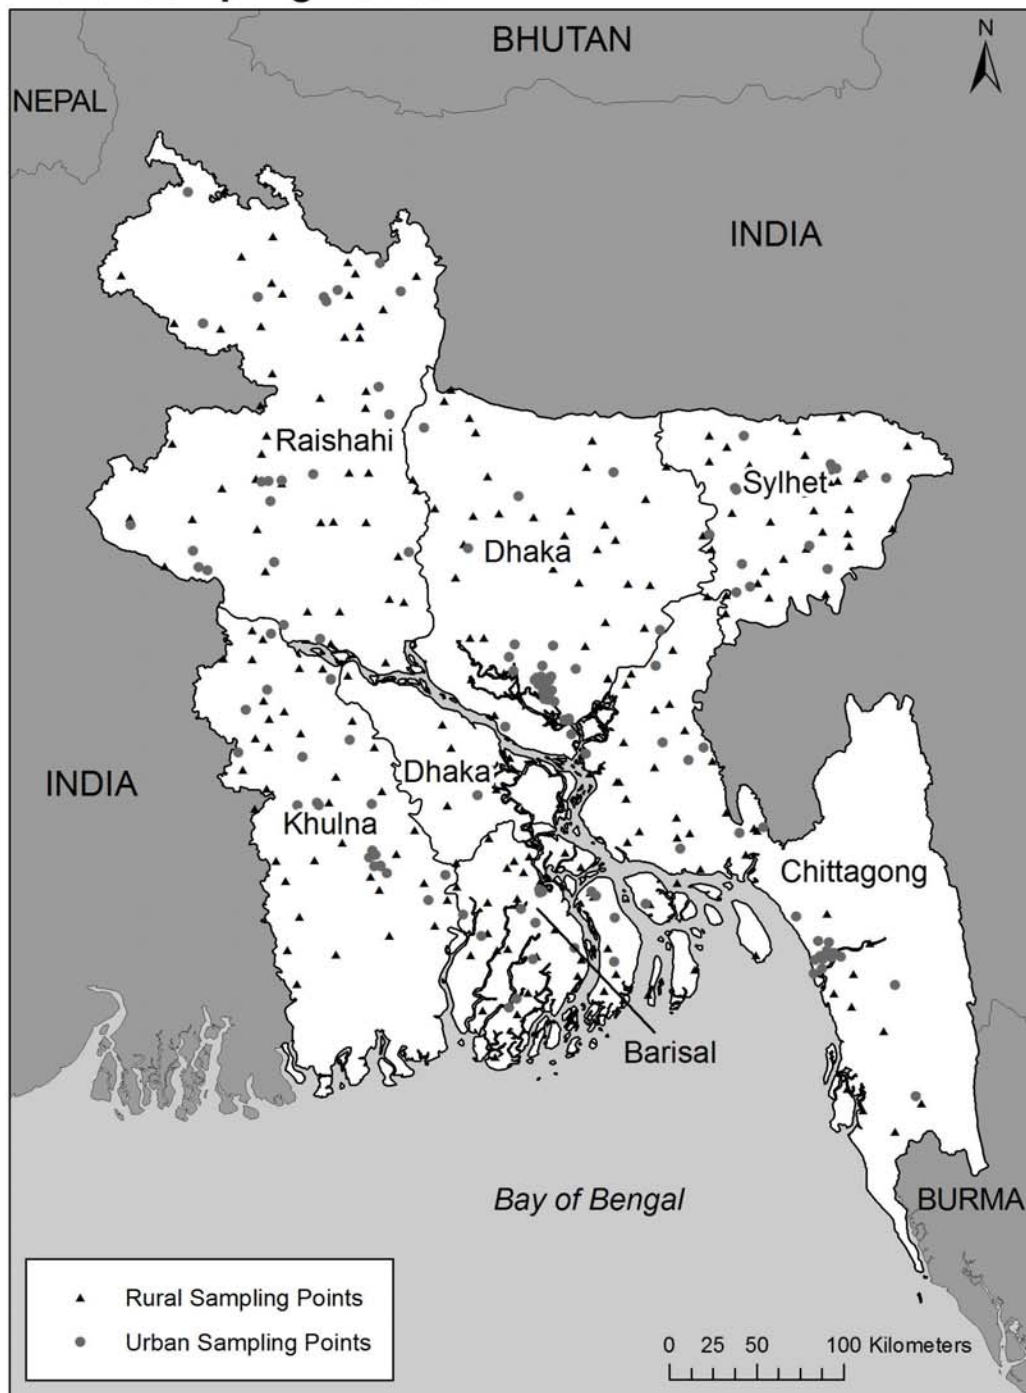 BHUTAN
N
NEPAL
INDIA
Raishahi
Sylhet
Dhaka
INDIA
Dhaka
Khulna
Chittagong
Barisal
Bay of Bengal
BURMA
Rural Sampling Points
Urban Sampling Points
0 25 50 100 Kilometers